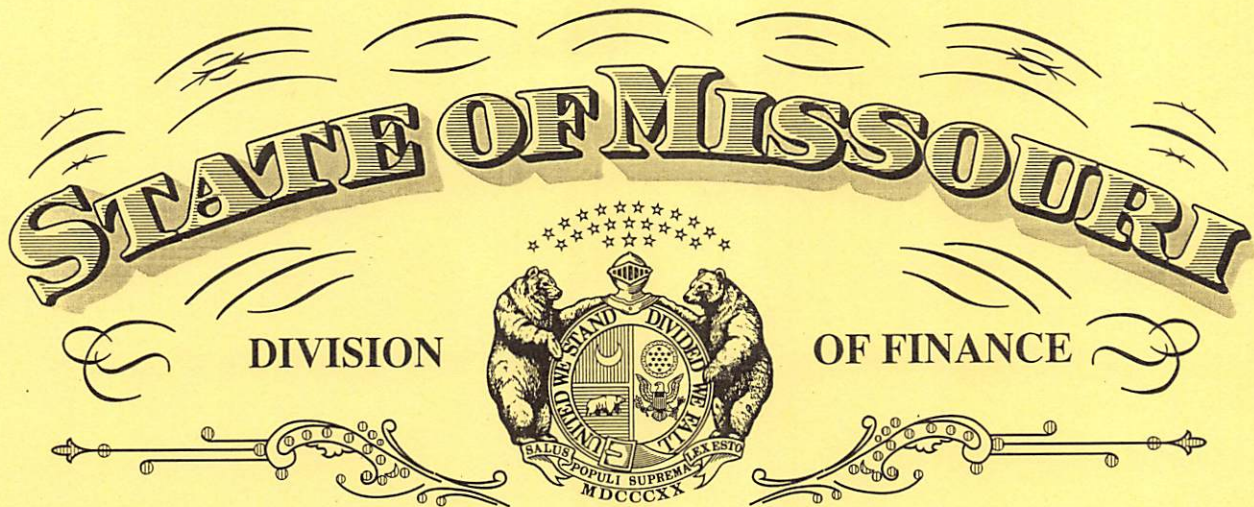 STATE OF MISSOURI
DIVISION OF FINANCE
UNITED WE STAND DIVIDED WE FALL
SALUS POPULI SUPREMA LEX ESTO
MDCCCXX